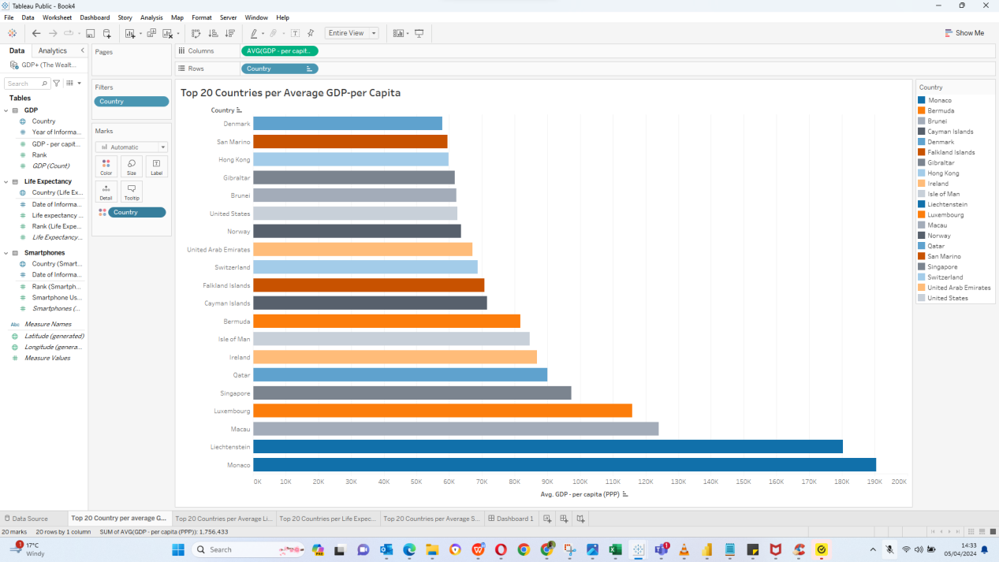 Tableau Public - Book4
File Data Worksheet Dashboard Story Analysis Map Format Server Window Help
Entire View
Show Me
Data Analytics
GDP+ (The Wealt...
Search
Tables
GDP
Country
Year of Informa...
GDP - per capit...
Rank
GDP (Count)
Life Expectancy
Country (Life Ex...
Date of Informa...
Life expectancy ...
Rank (Life Expe...
Life Expectancy...
Smartphones
Country (Smart...
Date of Informa...
Rank (Smartph...
Smartphone Us...
Smartphones (...
Abc Measure Names
Latitude (generated)
Longitude (genera...
Measure Values
Pages
Filters
Country
Marks
Automatic
Color Size Label
Detail Tooltip
Country
Columns AVG(GDP - per capit..
Rows Country
Top 20 Countries per Average GDP-per Capita
Country
Denmark
San Marino
Hong Kong
Gibraltar
Brunei
United States
Norway
United Arab Emirates
Switzerland
Falkland Islands
Cayman Islands
Bermuda
Isle of Man
Ireland
Qatar
Singapore
Luxembourg
Macau
Liechtenstein
Monaco
0K 10K 20K 30K 40K 50K 60K 70K 80K 90K 100K 110K 120K 130K 140K 150K 160K 170K 180K 190K 200K
Avg. GDP - per capita (PPP)
Country
Monaco
Bermuda
Brunei
Cayman Islands
Denmark
Falkland Islands
Gibraltar
Hong Kong
Ireland
Isle of Man
Liechtenstein
Luxembourg
Macau
Norway
Qatar
San Marino
Singapore
Switzerland
United Arab Emirates
United States
Data Source Top 20 Country per average G... Top 20 Countries per Average Li... Top 20 Countries per Life Expec... Top 20 Countries per Average S... Dashboard 1
20 marks 20 rows by 1 column SUM of AVG(GDP - per capita (PPP)): 1.756.433
1 17°C
Windy
Search
PRE
1
14:33
05/04/2024